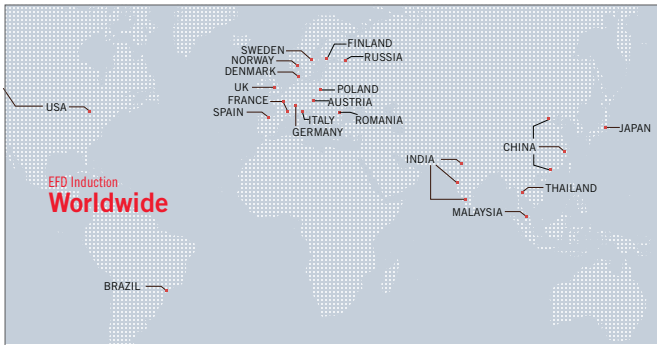 SWEDEN
FINLAND
NORWAY
RUSSIA
DENMARK
UK
POLAND
FRANCE
AUSTRIA
USA
SPAIN
ITALY
ROMANIA
GERMANY
JAPAN
CHINA
INDIA
EFD Induction
Worldwide
THAILAND
MALAYSIA
BRAZIL